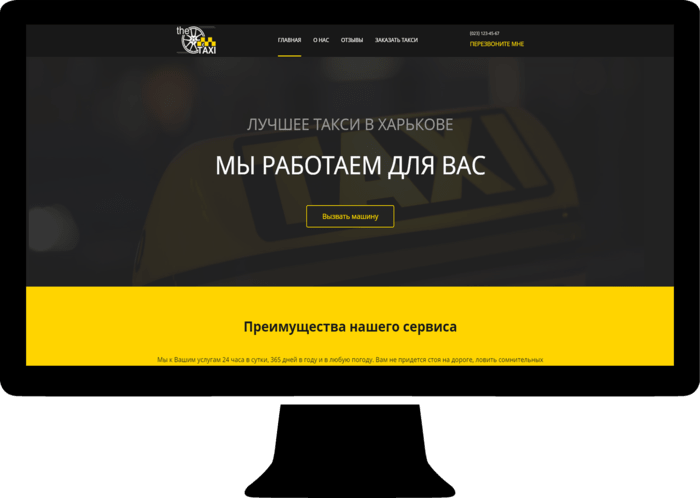 the
TAXI
ГЛАВНАЯ О НАС ОТЗЫВЫ ЗАКАЗАТЬ ТАКСИ
(023) 123-45-67
ПЕРЕЗВОНИТЕ МНЕ
TAXI
ЛУЧШЕЕ ТАКСИ В ХАРЬКОВЕ
МЫ РАБОТАЕМ ДЛЯ ВАС
Вызвать машину
Преимущества нашего сервиса
Мы к Вашим услугам 24 часа в сутки, 365 дней в году и в любую погоду. Вам не придется стоя на дороге, ловить сомнительных